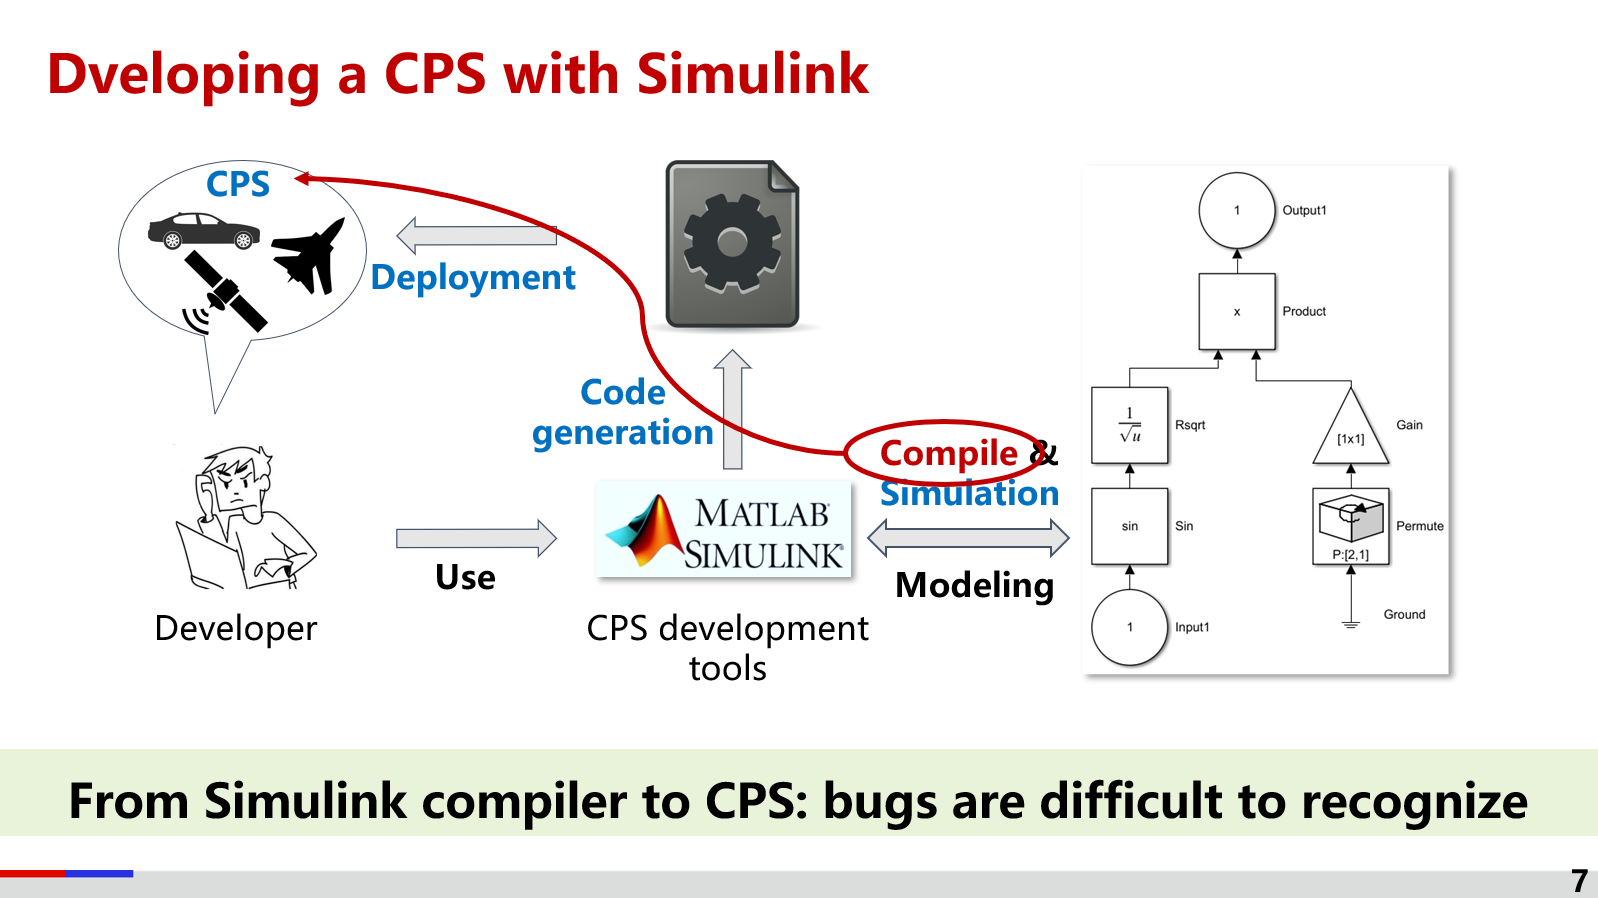 Dveloping a CPS with Simulink
CPS
Deployment
Code
generation
Compile &
Simulation
Modeling
Use
MATLAB®
SIMULINK®
Developer
CPS development
tools
1
Output1
x
Product
1
√u
Rsqrt
[1x1]
Gain
sin
Sin
P:[2,1]
Permute
1
Input1
Ground
From Simulink compiler to CPS: bugs are difficult to recognize
7